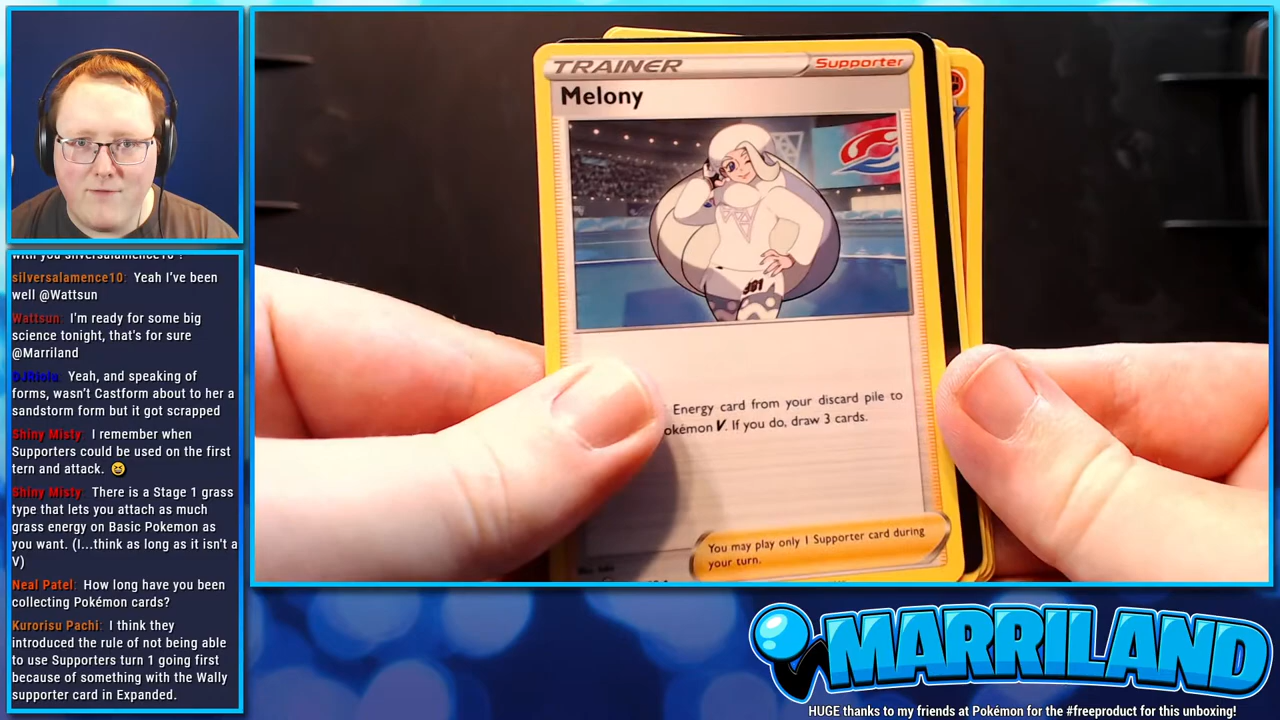 with you silversalamence10 !
silversalamence10: Yeah I've been
well @Wattsun
Wattsun: I'm ready for some big
science tonight, that's for sure
@Marriland
DJRiolu: Yeah, and speaking of
forms, wasn't Castform about to her a
sandstorm form but it got scrapped
Shiny Misty: I remember when
Supporters could be used on the first
tern and attack. 😆
Shiny Misty: There is a Stage 1 grass
type that lets you attach as much
grass energy on Basic Pokemon as
you want. (I...think as long as it isn't a
V)
Neal Patel: How long have you been
collecting Pokémon cards?
Kurorisu Pachi: I think they
introduced the rule of not being able
to use Supporters turn 1 going first
because of something with the Wally
supporter card in Expanded.
TRAINER Supporter
Melony
381
Energy card from your discard pile to
okémon V. If you do, draw 3 cards.
You may play only 1 Supporter card during
your turn.
MARRILAND
HUGE thanks to my friends at Pokémon for the #freeproduct for this unboxing!